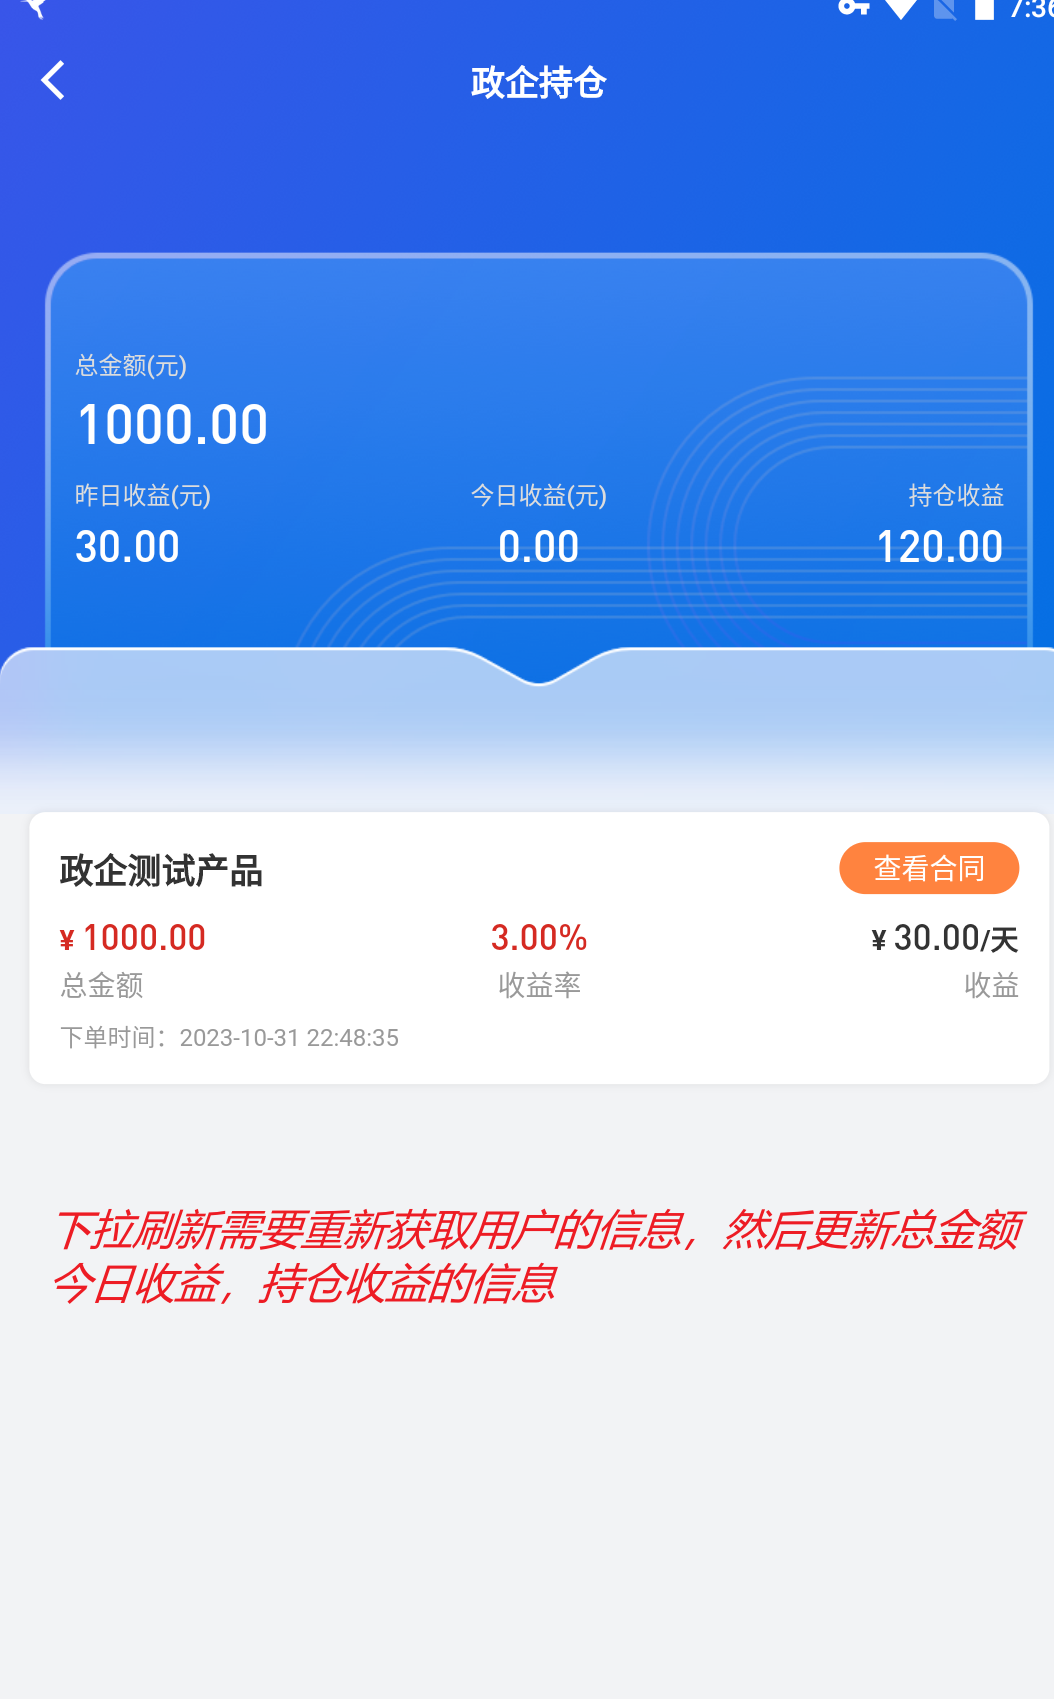 政企持仓
总金额(元)
1000.00
昨日收益(元) 今日收益(元) 持仓收益
30.00 0.00 120.00
政企测试产品 查看合同
¥ 1000.00 3.00% ¥ 30.00/天
总金额 收益率 收益
下单时间：2023-10-31 22:48:35
下拉刷新需要重新获取用户的信息，然后更新总金额
今日收益，持仓收益的信息